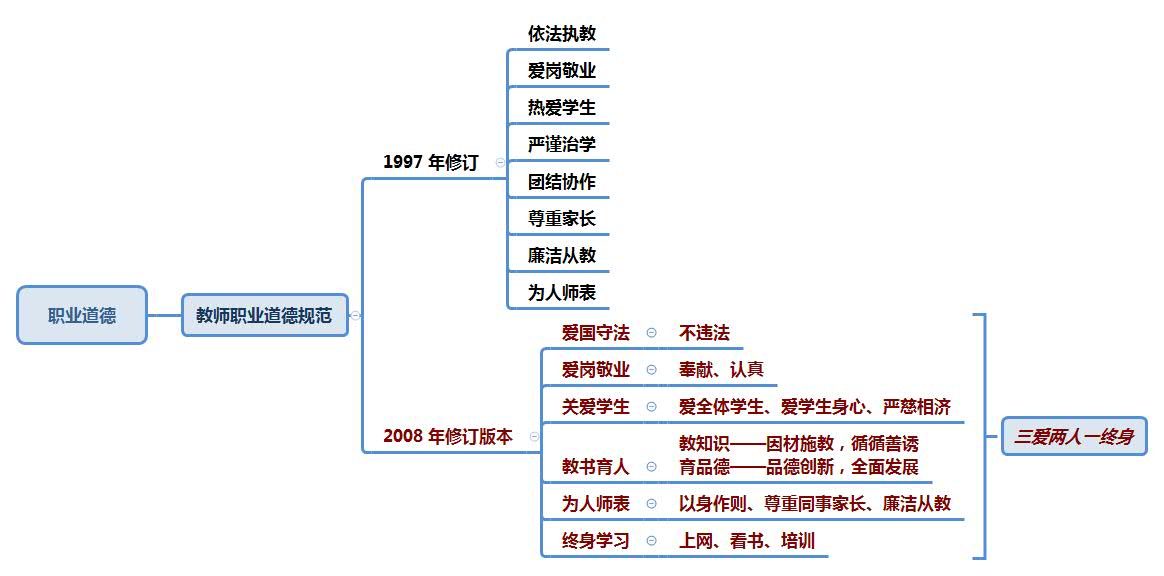 职业道德
教师职业道德规范
1997 年修订
依法执教
爱岗敬业
热爱学生
严谨治学
团结协作
尊重家长
廉洁从教
为人师表
2008 年修订版本
爱国守法
不违法
爱岗敬业
奉献、认真
关爱学生
爱全体学生、爱学生身心、严慈相济
教书育人
教知识——因材施教，循循善诱
育品德——品德创新，全面发展
为人师表
以身作则、尊重同事家长、廉洁从教
终身学习
上网、看书、培训
三爱两人一终身